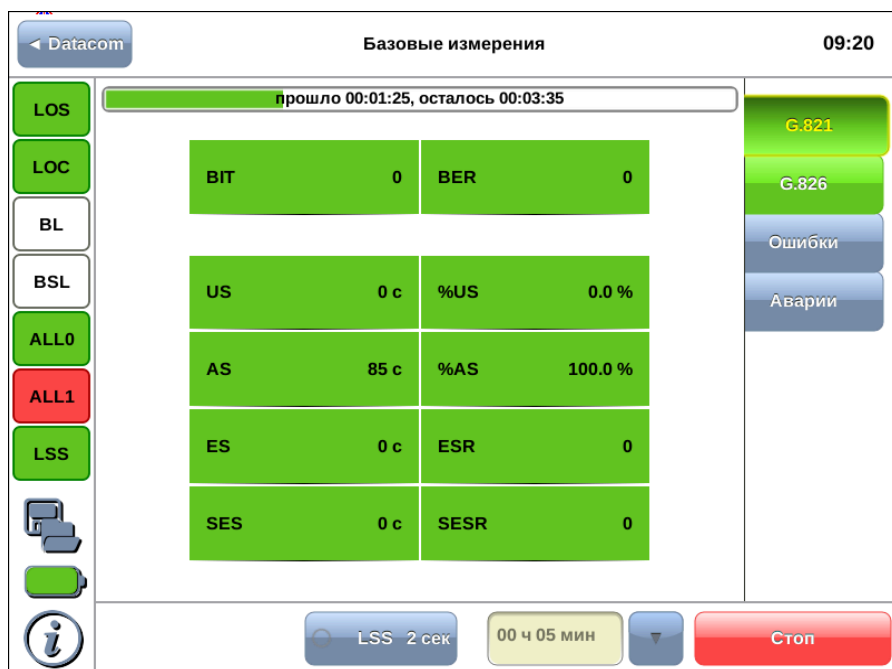 ◄ Datacom
Базовые измерения
09:20
LOS
LOC
BL
BSL
ALL0
ALL1
LSS
прошло 00:01:25, осталось 00:03:35
BIT 0 BER 0
US 0 с %US 0.0 %
AS 85 с %AS 100.0 %
ES 0 с ESR 0
SES 0 с SESR 0
G.821
G.826
Ошибки
Аварии
i
LSS 2 сек
00 ч 05 мин
▼
Стоп